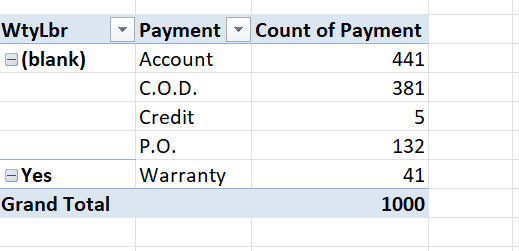 WtyLbr Payment Count of Payment
(blank) Account 441
C.O.D. 381
Credit 5
P.O. 132
Yes Warranty 41
Grand Total 1000